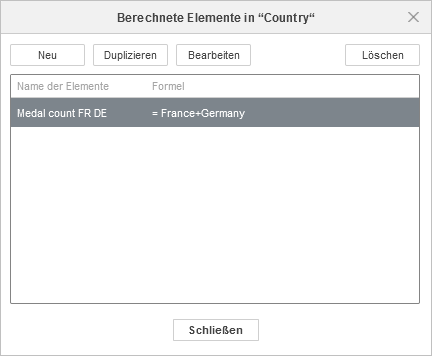 Berechnete Elemente in “Country“
Neu Duplizieren Bearbeiten Löschen
Name der Elemente Formel
Medal count FR DE = France+Germany
Schließen